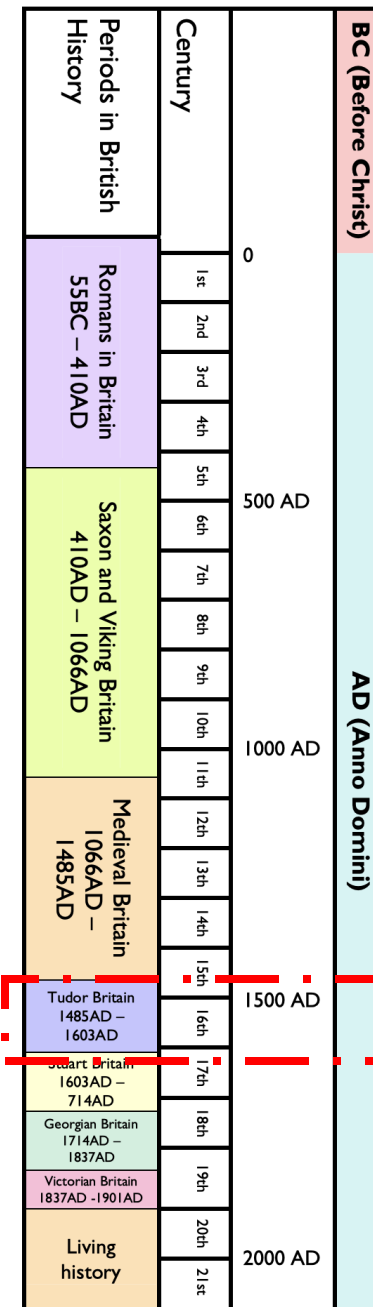 Periods in British
History
Century
BC (Before Christ)
AD (Anno Domini)
0
500 AD
1000 AD
1500 AD
2000 AD
1st
2nd
3rd
4th
5th
6th
7th
8th
9th
10th
11th
12th
13th
14th
15th
16th
17th
18th
19th
20th
21st
Romans in Britain
55BC – 410AD
Saxon and Viking Britain
410AD – 1066AD
Medieval Britain
1066AD –
1485AD
Tudor Britain
1485AD –
1603AD
Stuart Britain
1603AD –
714AD
Georgian Britain
1714AD –
1837AD
Victorian Britain
1837AD -1901AD
Living
history